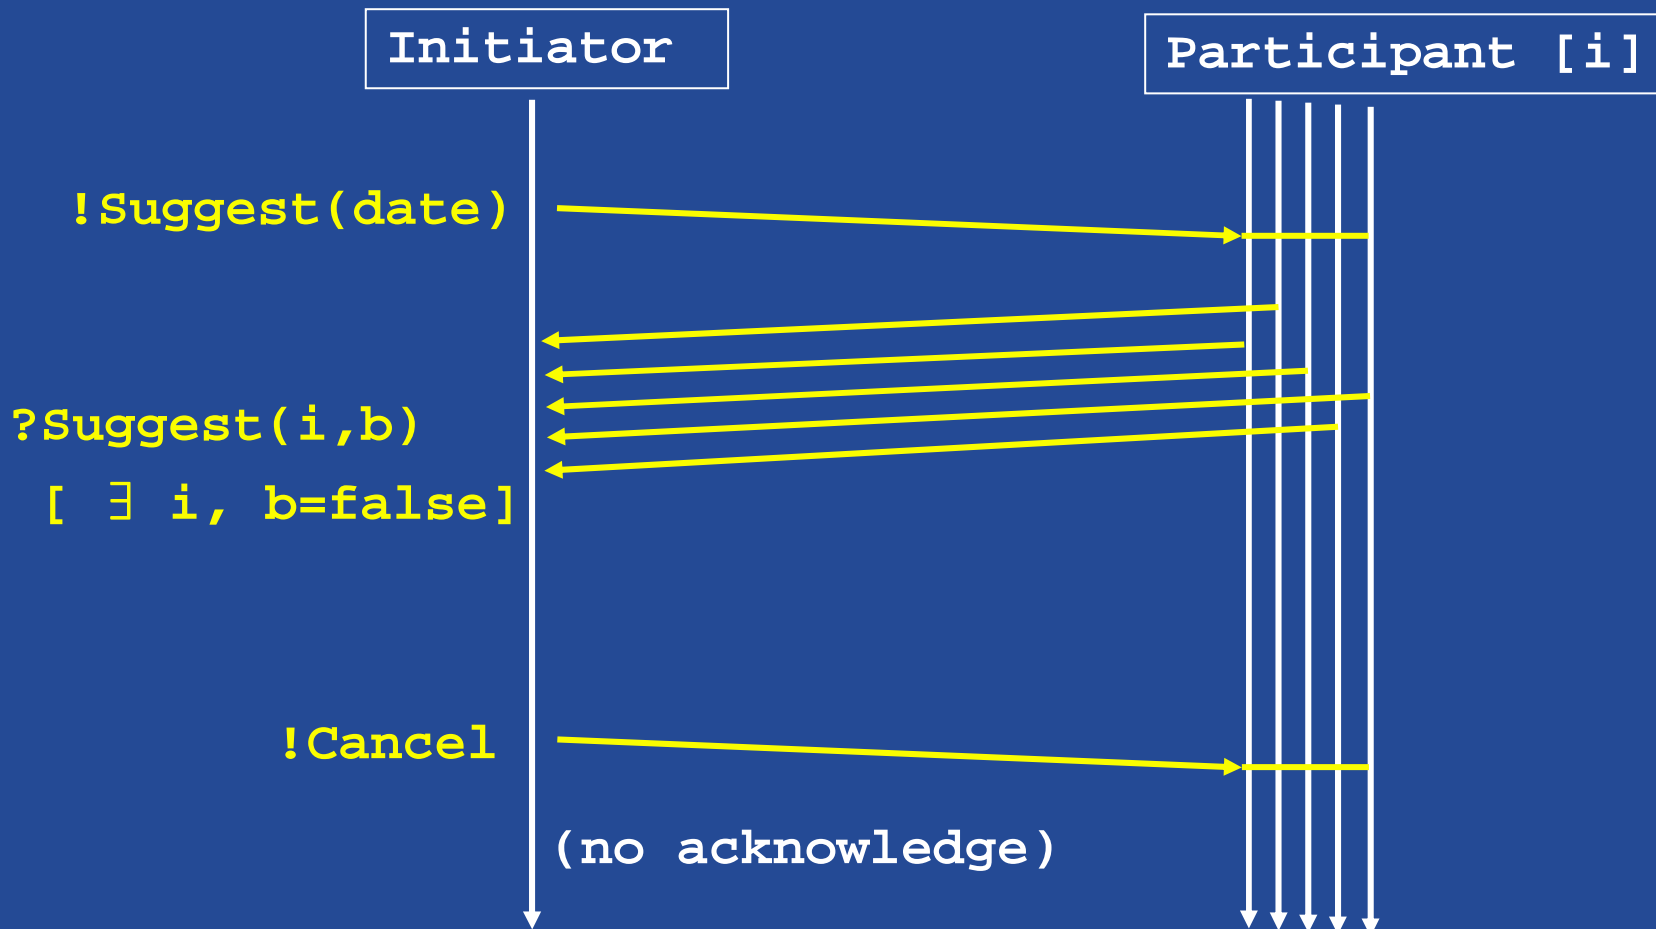 Initiator
Participant [i]
!Suggest(date)
?Suggest(i,b)
[ ∃ i, b=false]
!Cancel
(no acknowledge)